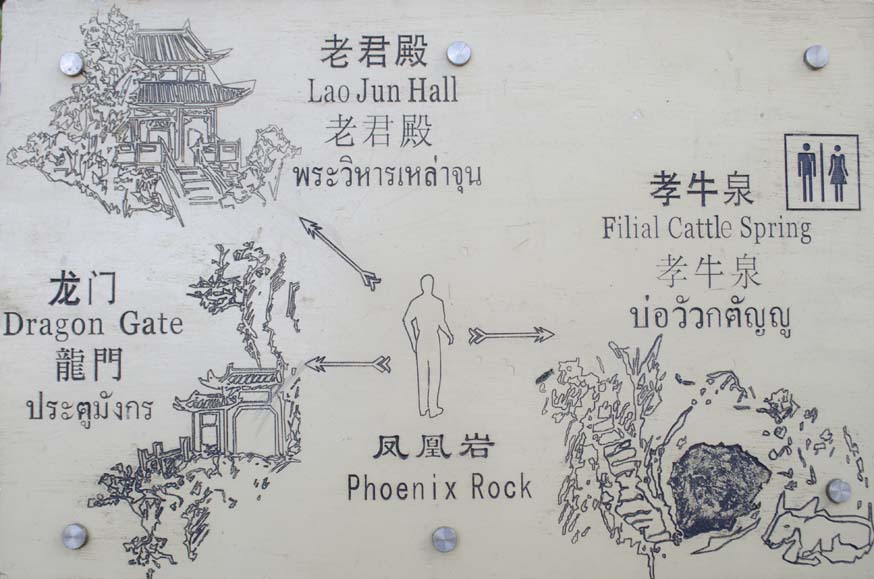 老君殿
Lao Jun Hall
老君殿
พระวิหารเหล่าจุน
孝牛泉
Filial Cattle Spring
孝牛泉
บ่อวัวกตัญญู
龙门
Dragon Gate
龍門
ประตูมังกร
凤凰岩
Phoenix Rock